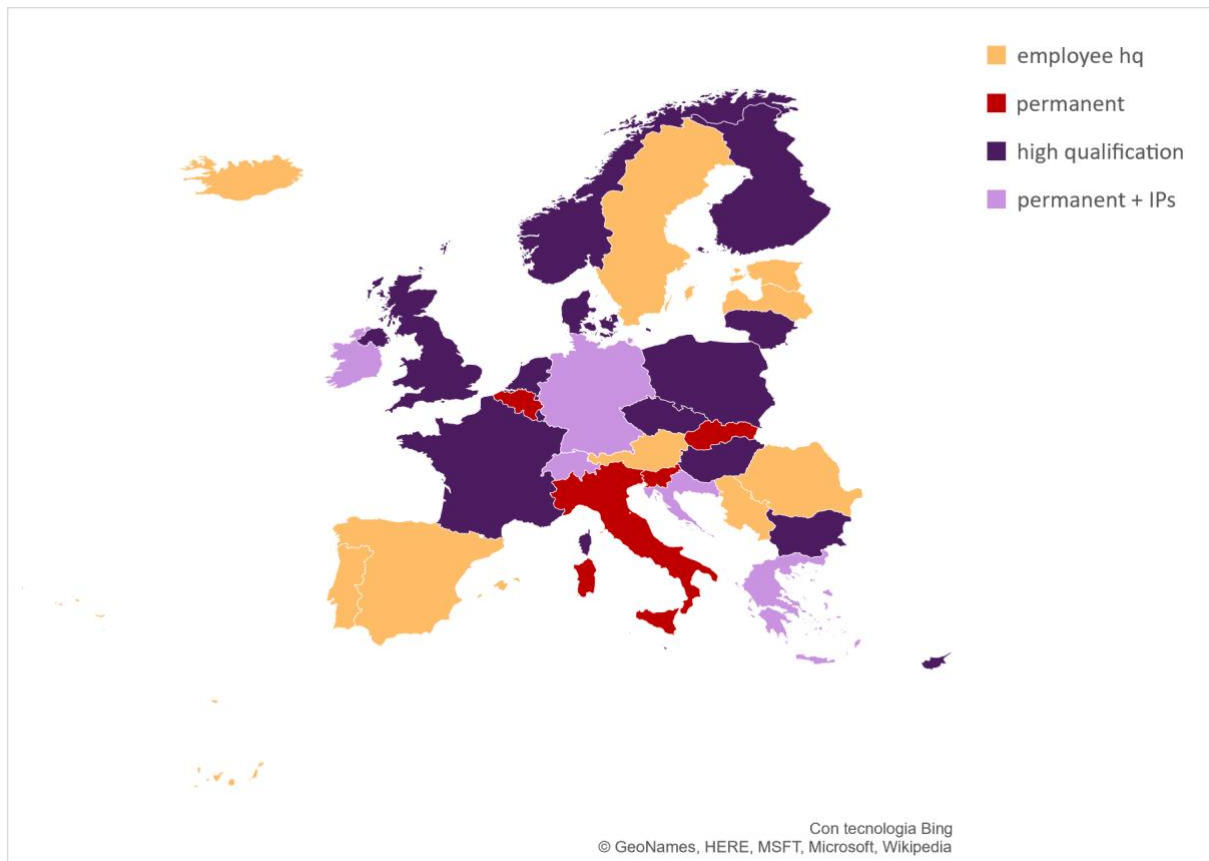 employee hq
permanent
high qualification
permanent + IPs
Con tecnologia Bing
© GeoNames, HERE, MSFT, Microsoft, Wikipedia